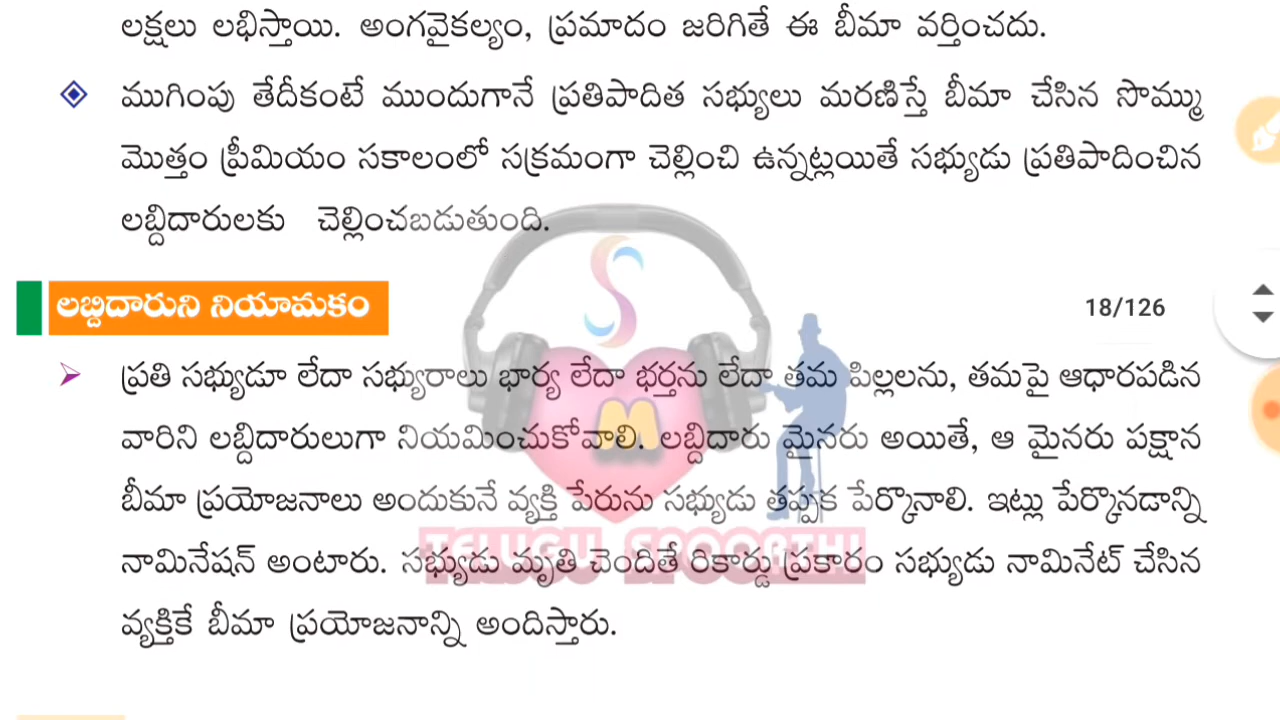 లక్షలు లభిస్తాయి. అంగవైకల్యం, ప్రమాదం జరిగితే ఈ బీమా వర్తించదు.
ముగింపు తేదీకంటే ముందుగానే ప్రతిపాదిత సభ్యులు మరణిస్తే బీమా చేసిన సొమ్ము
మొత్తం ప్రీమియం సకాలంలో సక్రమంగా చెల్లించి ఉన్నట్లయితే సభ్యుడు ప్రతిపాదించిన
లబ్దిదారులకు చెల్లించబడుతుంది.
లబ్దిదారుని నియామకం
18/126
ప్రతి సభ్యుడూ లేదా సభ్యురాలు భార్య లేదా భర్తను లేదా తమ పిల్లలను, తమపై ఆధారపడిన
వారిని లబ్దిదారులుగా నియమించుకోవాలి. లబ్దిదారు మైనరు అయితే, ఆ మైనరు పక్షాన
బీమా ప్రయోజనాలు అందుకునే వ్యక్తి పేరును సభ్యుడు తప్పక పేర్కొనాలి. ఇట్లు పేర్కొనడాన్ని
నామినేషన్ అంటారు. సభ్యుడు మృతి చెందితే రికార్డు ప్రకారం సభ్యుడు నామినేట్ చేసిన
వ్యక్తికే బీమా ప్రయోజనాన్ని అందిస్తారు.
M
TELUGU SPOORTHI